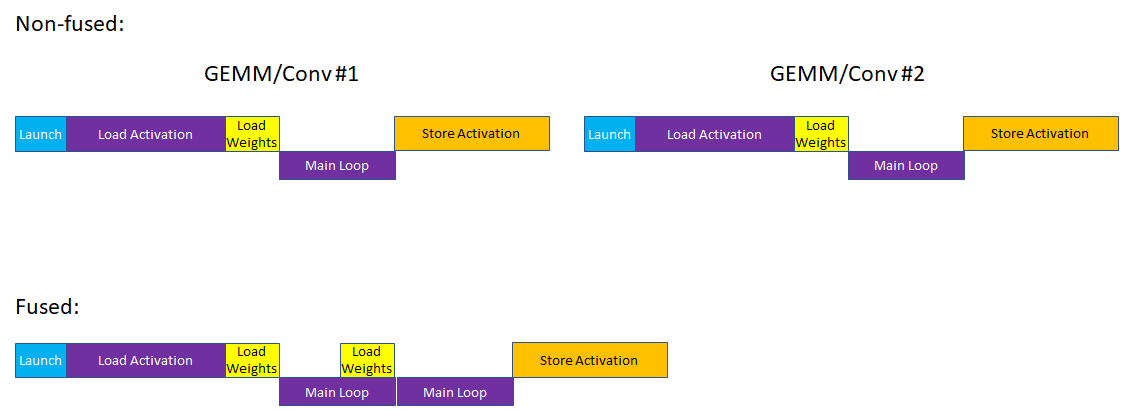 Non-fused:
GEMM/Conv #1
GEMM/Conv #2
Launch
Load Activation
Load
Weights
Main Loop
Store Activation
Launch
Load Activation
Load
Weights
Main Loop
Store Activation
Fused:
Launch
Load Activation
Load
Weights
Load
Weights
Store Activation
Main Loop
Main Loop